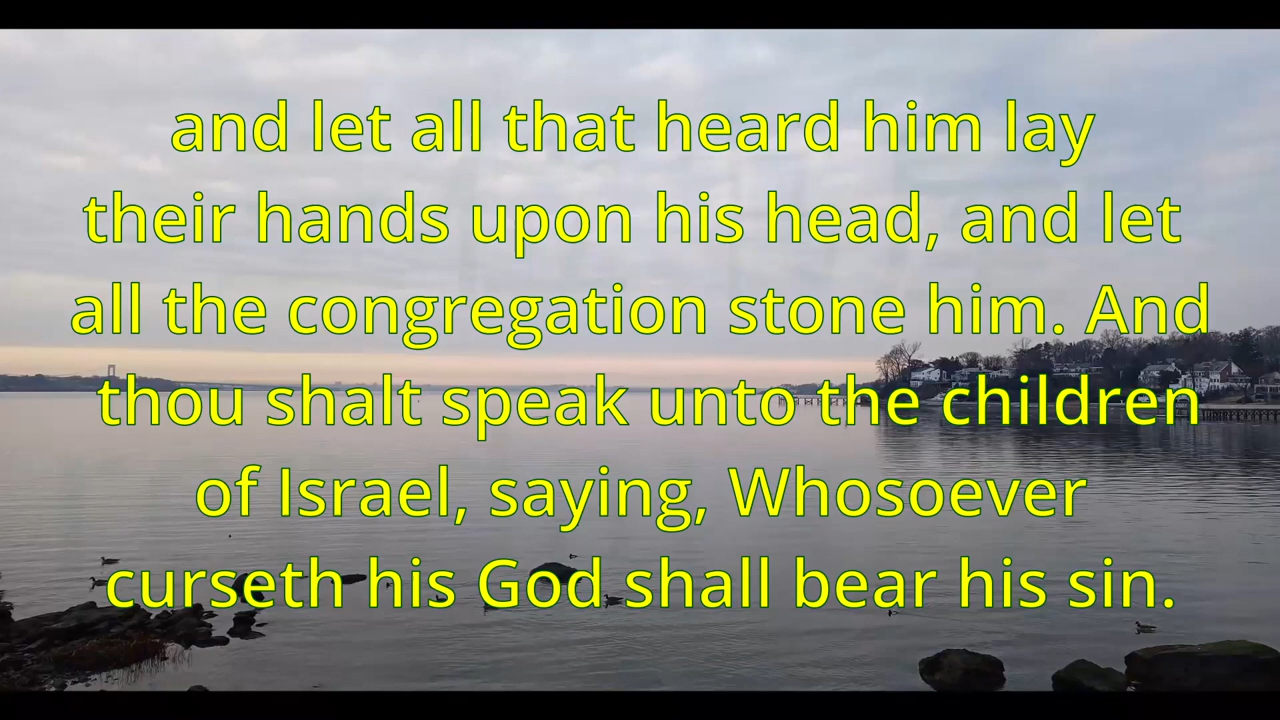 and let all that heard him lay
their hands upon his head, and let
all the congregation stone him. And
thou shalt speak unto the children
of Israel, saying, Whosoever
curseth his God shall bear his sin.